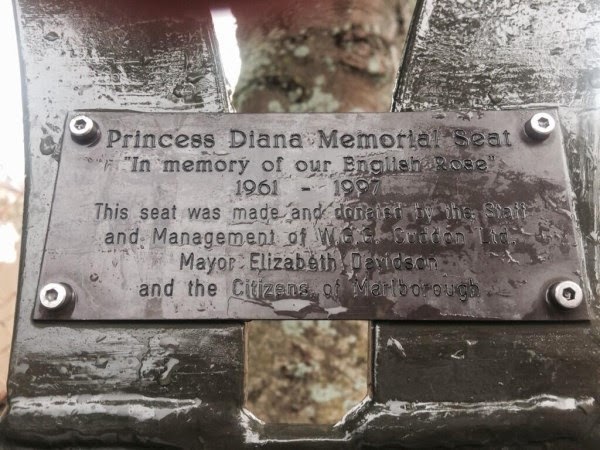 Princess Diana Memorial Seat
"In memory of our English Rose"
1961 - 1997
This seat was made and donated by the Staff
and Management of W.G.G. Cuddon Ltd.
Mayor Elizabeth Davidson
and the Citizens of Marlborough